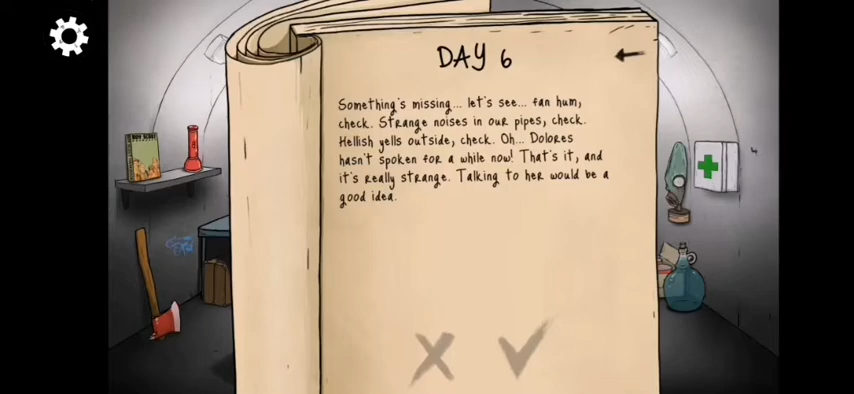 DAY 6
Something's missing... let's see... fan hum,
check. Strange noises in our pipes, check.
Hellish yells outside, check. Oh... Dolores
hasn't spoken for a while now! That's it, and
it's really strange. Talking to her would be a
good idea.